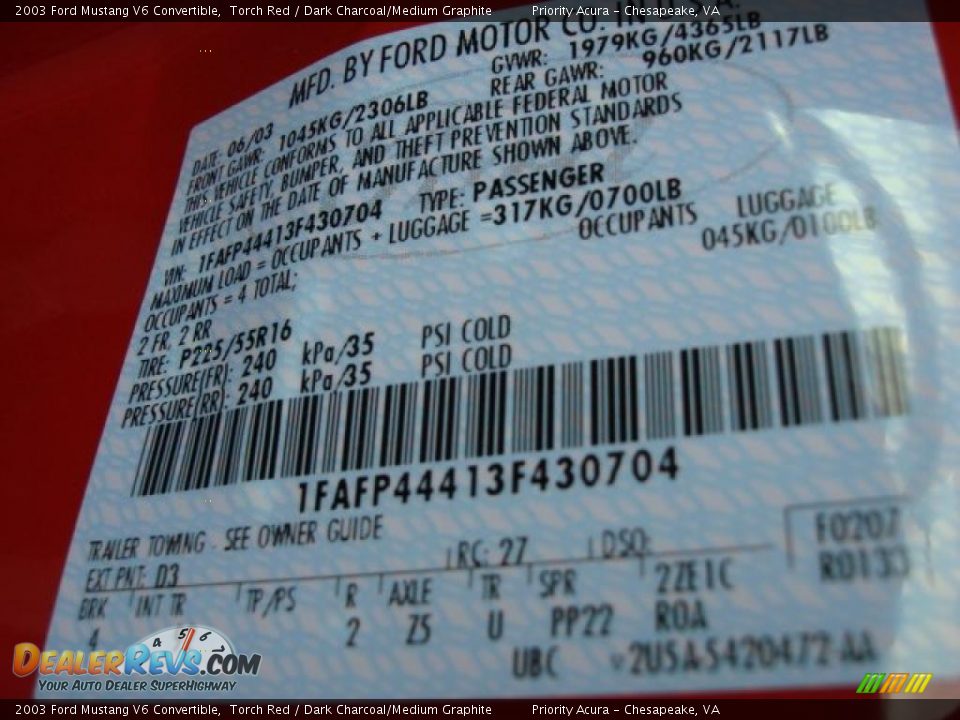 2003 Ford Mustang V6 Convertible, Torch Red / Dark Charcoal/Medium Graphite Priority Acura - Chesapeake, VA
MFD. BY FORD MOTOR CO. IN
DATE: 06/03 GVWR: 1979KG/4365LB
FRONT GAWR: 1045KG/2306LB REAR GAWR: 960KG/2117LB
THIS VEHICLE CONFORMS TO ALL APPLICABLE FEDERAL MOTOR
VEHICLE SAFETY, BUMPER, AND THEFT PREVENTION STANDARDS
IN EFFECT ON THE DATE OF MANUFACTURE SHOWN ABOVE.
VIN: 1FAFP44413F430704 TYPE: PASSENGER
MAXIMUM LOAD = OCCUPANTS + LUGGAGE =317KG/0700LB
OCCUPANTS = 4 TOTAL; OCCUPANTS LUGGAGE
2 FR, 2 RR 045KG/0100LB
TIRE: P225/55R16
PRESSURE(FR): 240 kPa/35 PSI COLD
PRESSURE(RR): 240 kPa/35 PSI COLD
1FAFP44413F430704
TRAILER TOWING - SEE OWNER GUIDE F0207
EXT PNT: D3 RC: 27 DSO: R0133
BRK INT TR TP/PS R AXLE TR SPR 2ZE1C
4 2 Z5 U PP22 ROA
UBC 2U5A-5420472-AA
4 5 6
DealerRevs.com
Your Auto Dealer SuperHighway
2003 Ford Mustang V6 Convertible, Torch Red / Dark Charcoal/Medium Graphite Priority Acura - Chesapeake, VA